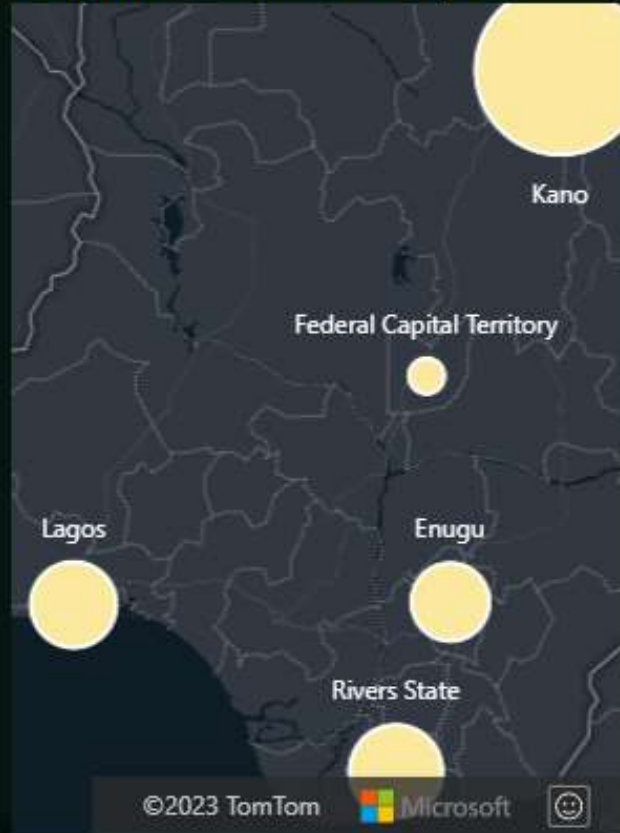 Kano
Federal Capital Territory
Lagos
Enugu
Rivers State
©2023 TomTom
Microsoft